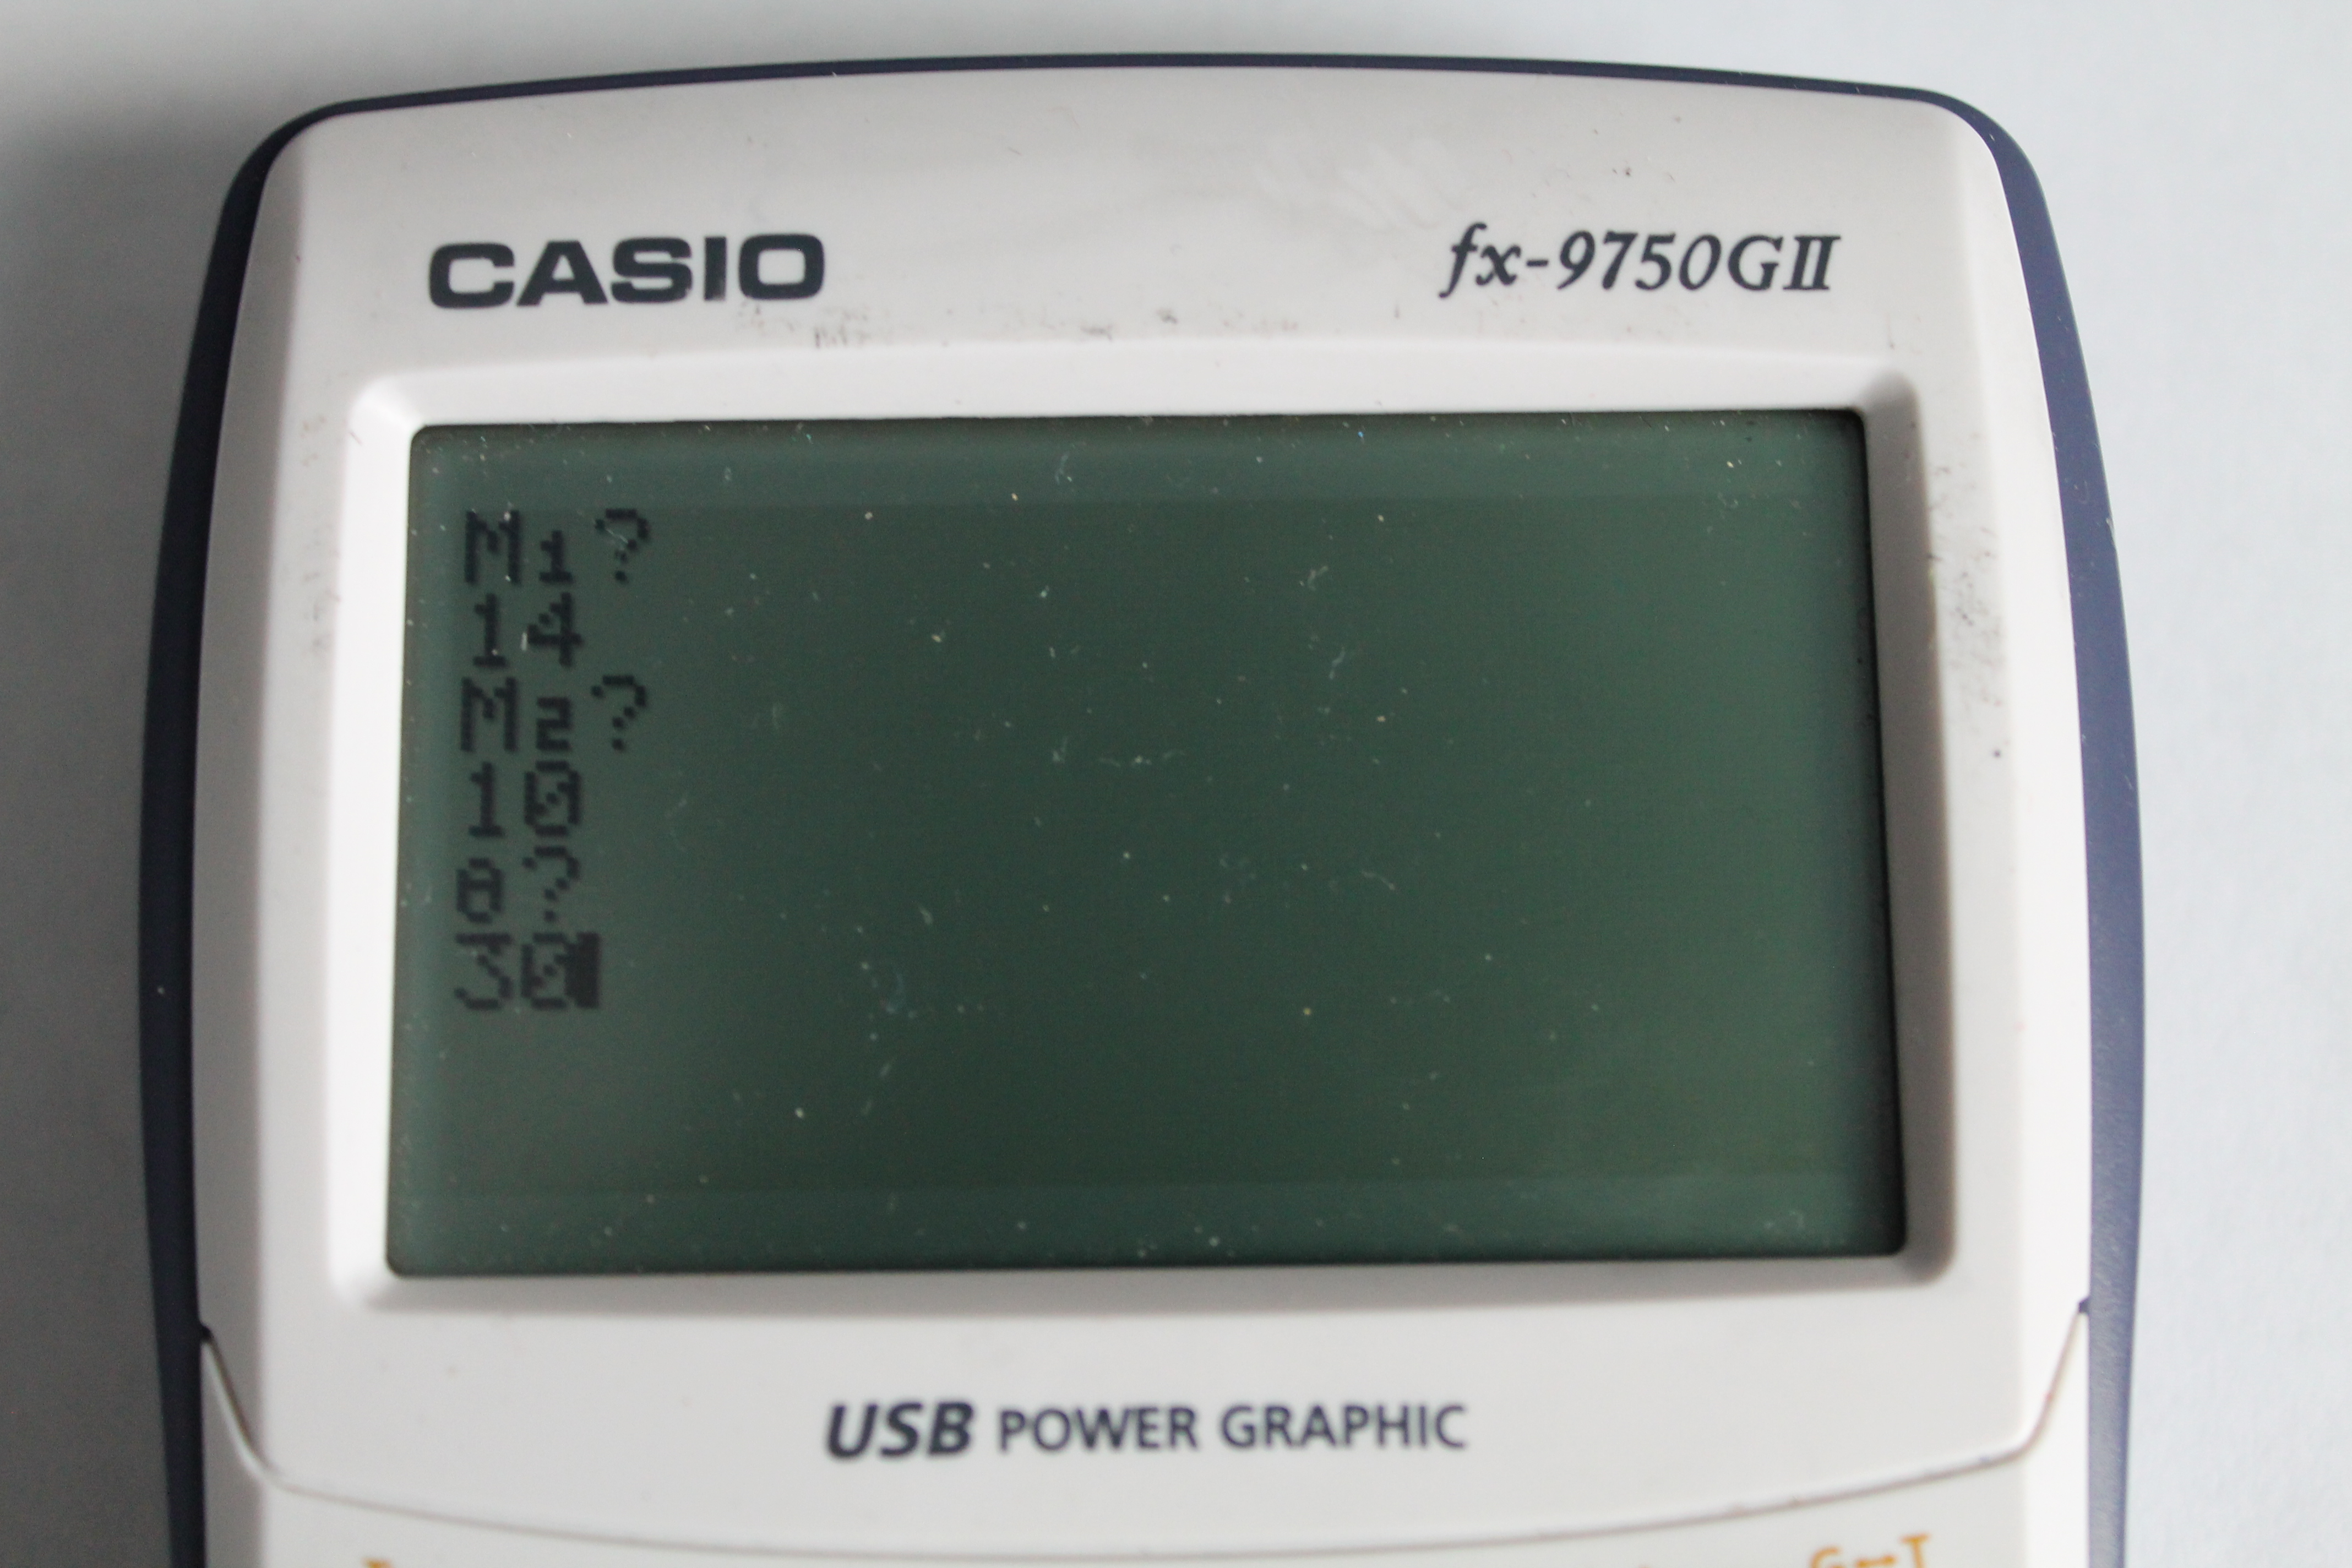 CASIO
fx-9750GII
M₁?
14
M₂?
10
θ?
30
USB POWER GRAPHIC
G↔T